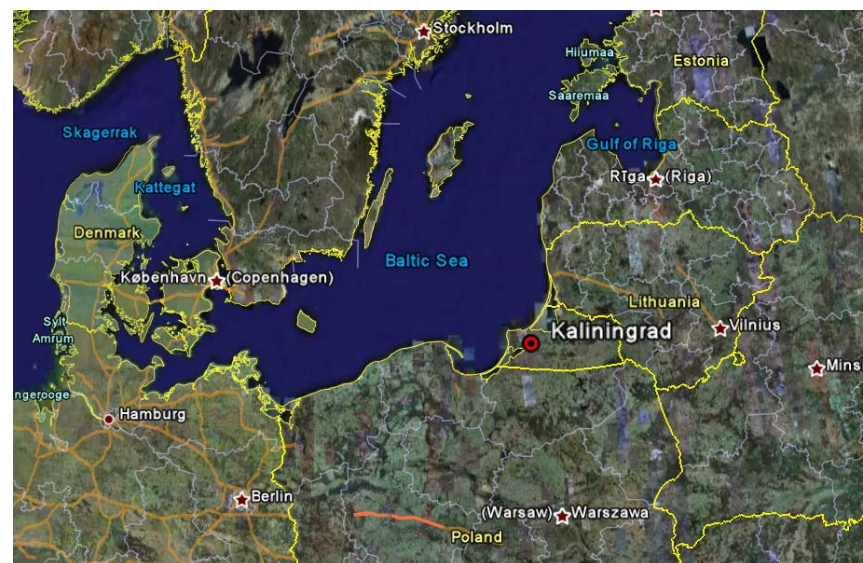 Stockholm
Hiiumaa
Estonia
Saaremaa
Skagerrak
Gulf of Riga
Rīga (Riga)
Kattegat
Denmark
Baltic Sea
København (Copenhagen)
Lithuania
Sylt
Amrum
Kaliningrad
Vilnius
Mins
ngerooge
Hamburg
Berlin
(Warsaw) Warszawa
Poland